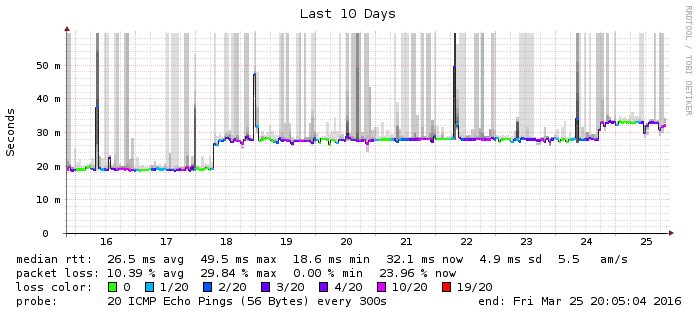 Last 10 Days
RRDTOOL / TOBI OETIKER
Seconds
50 m
40 m
30 m
20 m
10 m
0
16 17 18 19 20 21 22 23 24 25
median rtt: 26.5 ms avg 49.5 ms max 18.6 ms min 32.1 ms now 4.9 ms sd 5.5 am/s
packet loss: 10.39 % avg 29.84 % max 0.00 % min 23.96 % now
loss color: 0 1/20 2/20 3/20 4/20 10/20 19/20
probe: 20 ICMP Echo Pings (56 Bytes) every 300s end: Fri Mar 25 20:05:04 2016